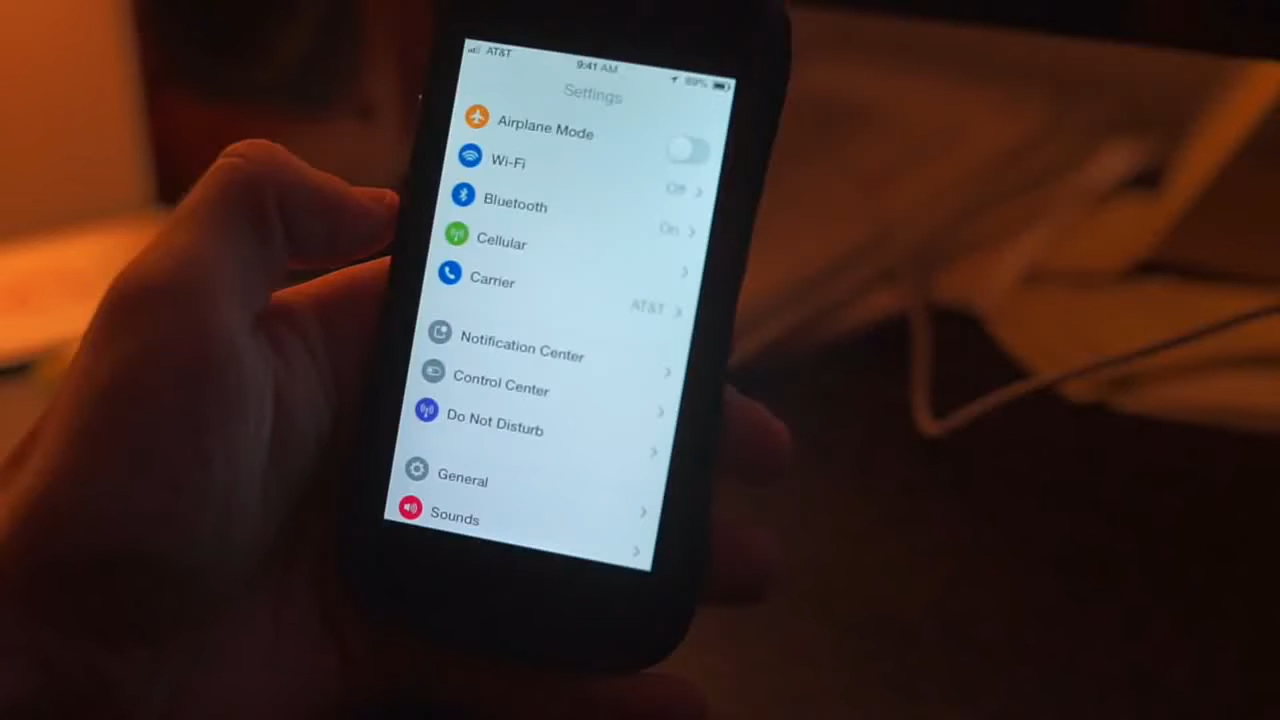 AT&T 9:41 AM 89%
Settings
Airplane Mode
Wi-Fi Off
Bluetooth On
Cellular
Carrier AT&T
Notification Center
Control Center
Do Not Disturb
General
Sounds